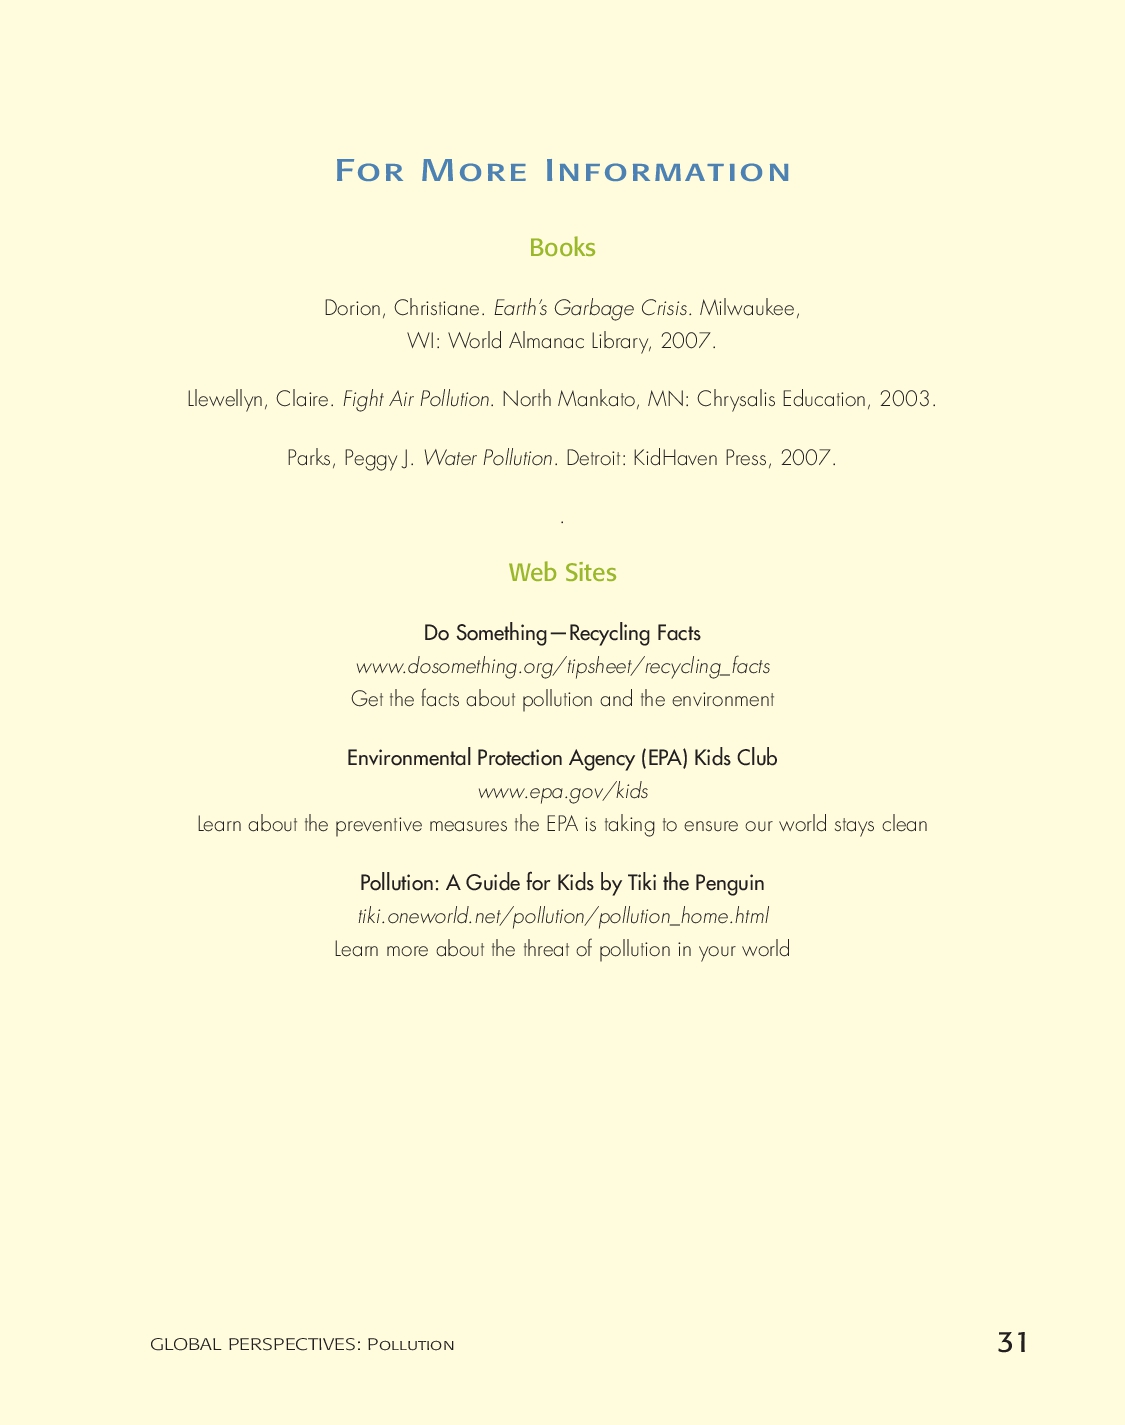 For More Information
Books
Dorion, Christiane. Earth's Garbage Crisis. Milwaukee,
WI: World Almanac Library, 2007.
Llewellyn, Claire. Fight Air Pollution. North Mankato, MN: Chrysalis Education, 2003.
Parks, Peggy J. Water Pollution. Detroit: KidHaven Press, 2007.
.
Web Sites
Do Something—Recycling Facts
www.dosomething.org/tipsheet/recycling_facts
Get the facts about pollution and the environment
Environmental Protection Agency (EPA) Kids Club
www.epa.gov/kids
Learn about the preventive measures the EPA is taking to ensure our world stays clean
Pollution: A Guide for Kids by Tiki the Penguin
tiki.oneworld.net/pollution/pollution_home.html
Learn more about the threat of pollution in your world
GLOBAL PERSPECTIVES: Pollution 31